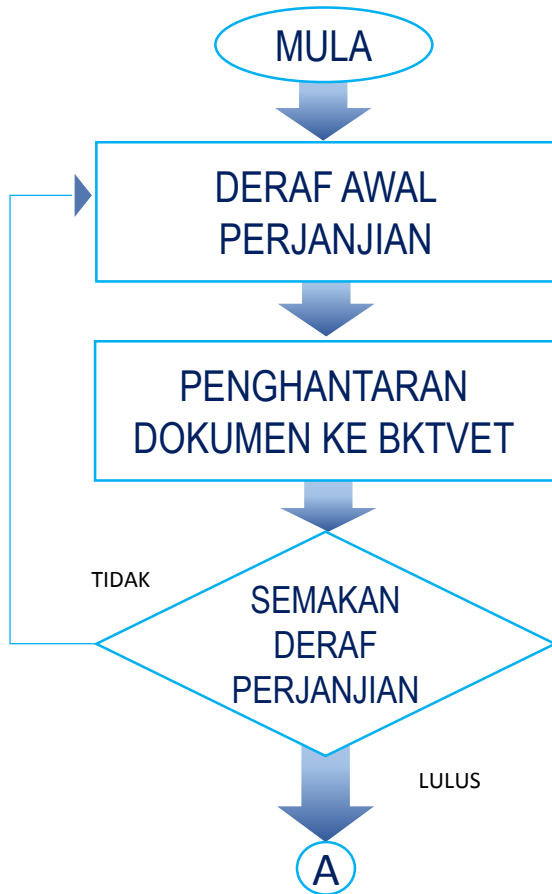 MULA
DERAF AWAL
PERJANJIAN
PENGHANTARAN
DOKUMEN KE BKTVET
TIDAK
SEMAKAN
DERAF
PERJANJIAN
LULUS
A